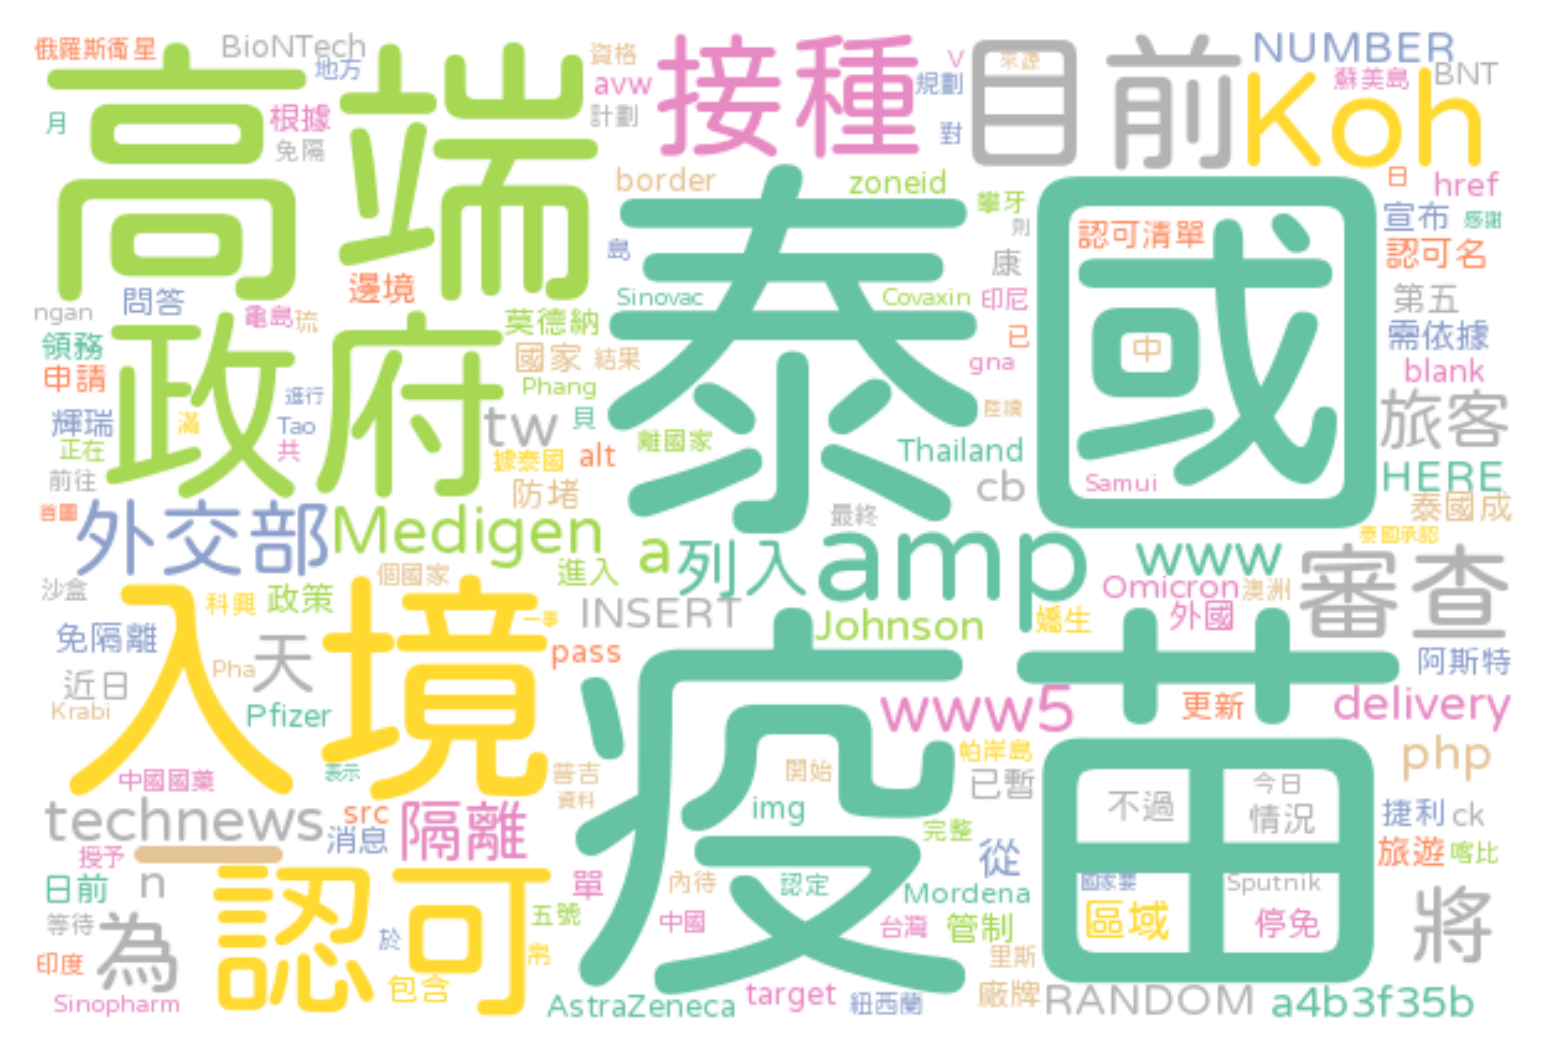 俄羅斯衛星
BioNTech
地方
高端
月
根據
免隔
資格
avw
計劃
接種
V
規劃
對
目前
來源
NUMBER
蘇美島
BNT
Koh
border
zoneid
攀牙
則
康
日
href
宣布
感謝
認可清單
認可名
泰國
島
Sinovac
Covaxin
印尼
已
gna
中
第五
需依據
blank
邊境
問答
ngan
龜島
琉
莫德納
國家
結果
Phang
領務
申請
政府
進行
輝瑞
滿
Tao
正在
共
前往
tw
貝
離國家
據泰國
alt
防堵
陸續
Thailand
cb
Samui
旅客
HERE
泰國成
首圖
外交部
Medigen
a
列入
最終
amp
www
泰國承認
審查
進入
個國家
沙盒
科興
政策
一事
INSERT
Omicron
澳洲
外國
嬌生
Johnson
免隔離
入境
天
Pha
近日
Krabi
Pfizer
pass
疫苗
阿斯特
www5
更新
delivery
帕岸島
php
中國國藥
表示
普吉
資料
開始
已暫
img
今日
不過
情況
technews
src
消息
隔離
完整
捷利
ck
授予
從
旅遊
喀比
日前
n
認可
單
內待
認定
Mordena
國家要
Sputnik
等待
為
於
五號
中國
台灣
管制
區域
停免
將
印度
帛
包含
里斯
Sinopharm
AstraZeneca
target
紐西蘭
廠牌
RANDOM
a4b3f35b